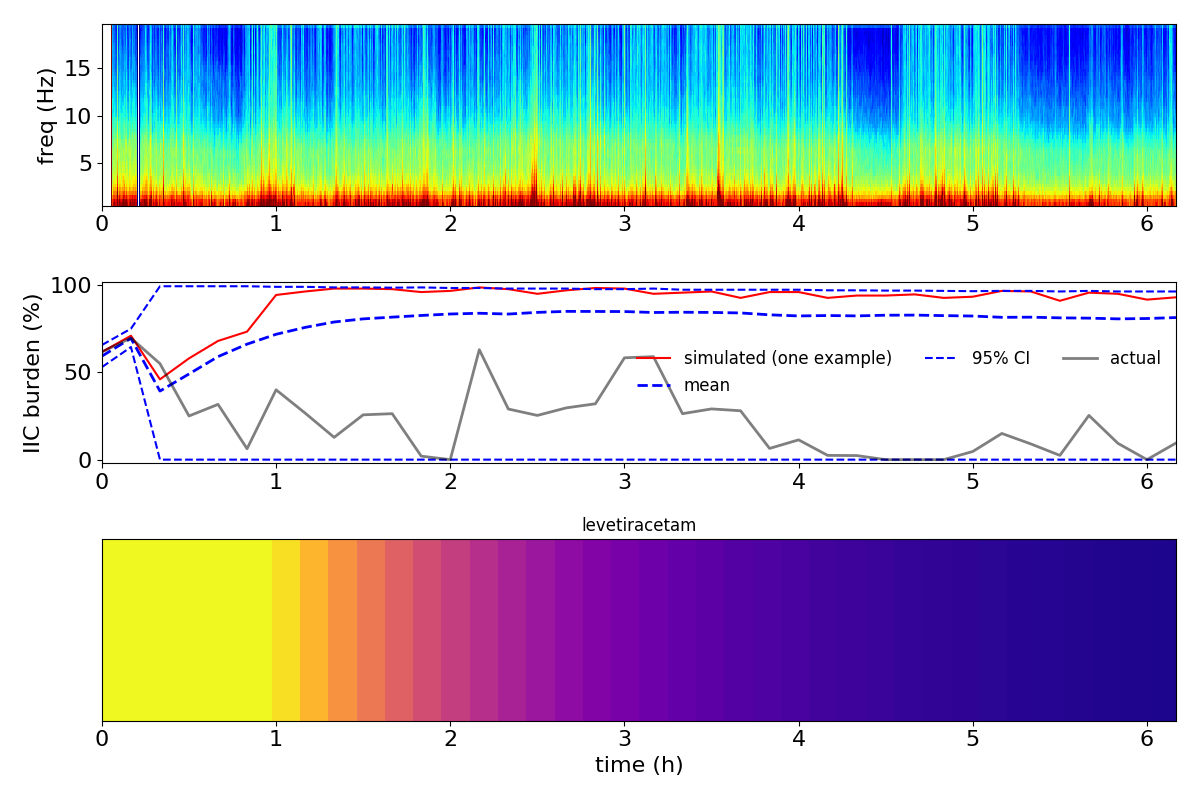 freq (Hz)
15
10
5
0 1 2 3 4 5 6
IIC burden (%)
100
50
0
simulated (one example) 95% CI actual
mean
0 1 2 3 4 5 6
levetiracetam
0 1 2 3 4 5 6
time (h)